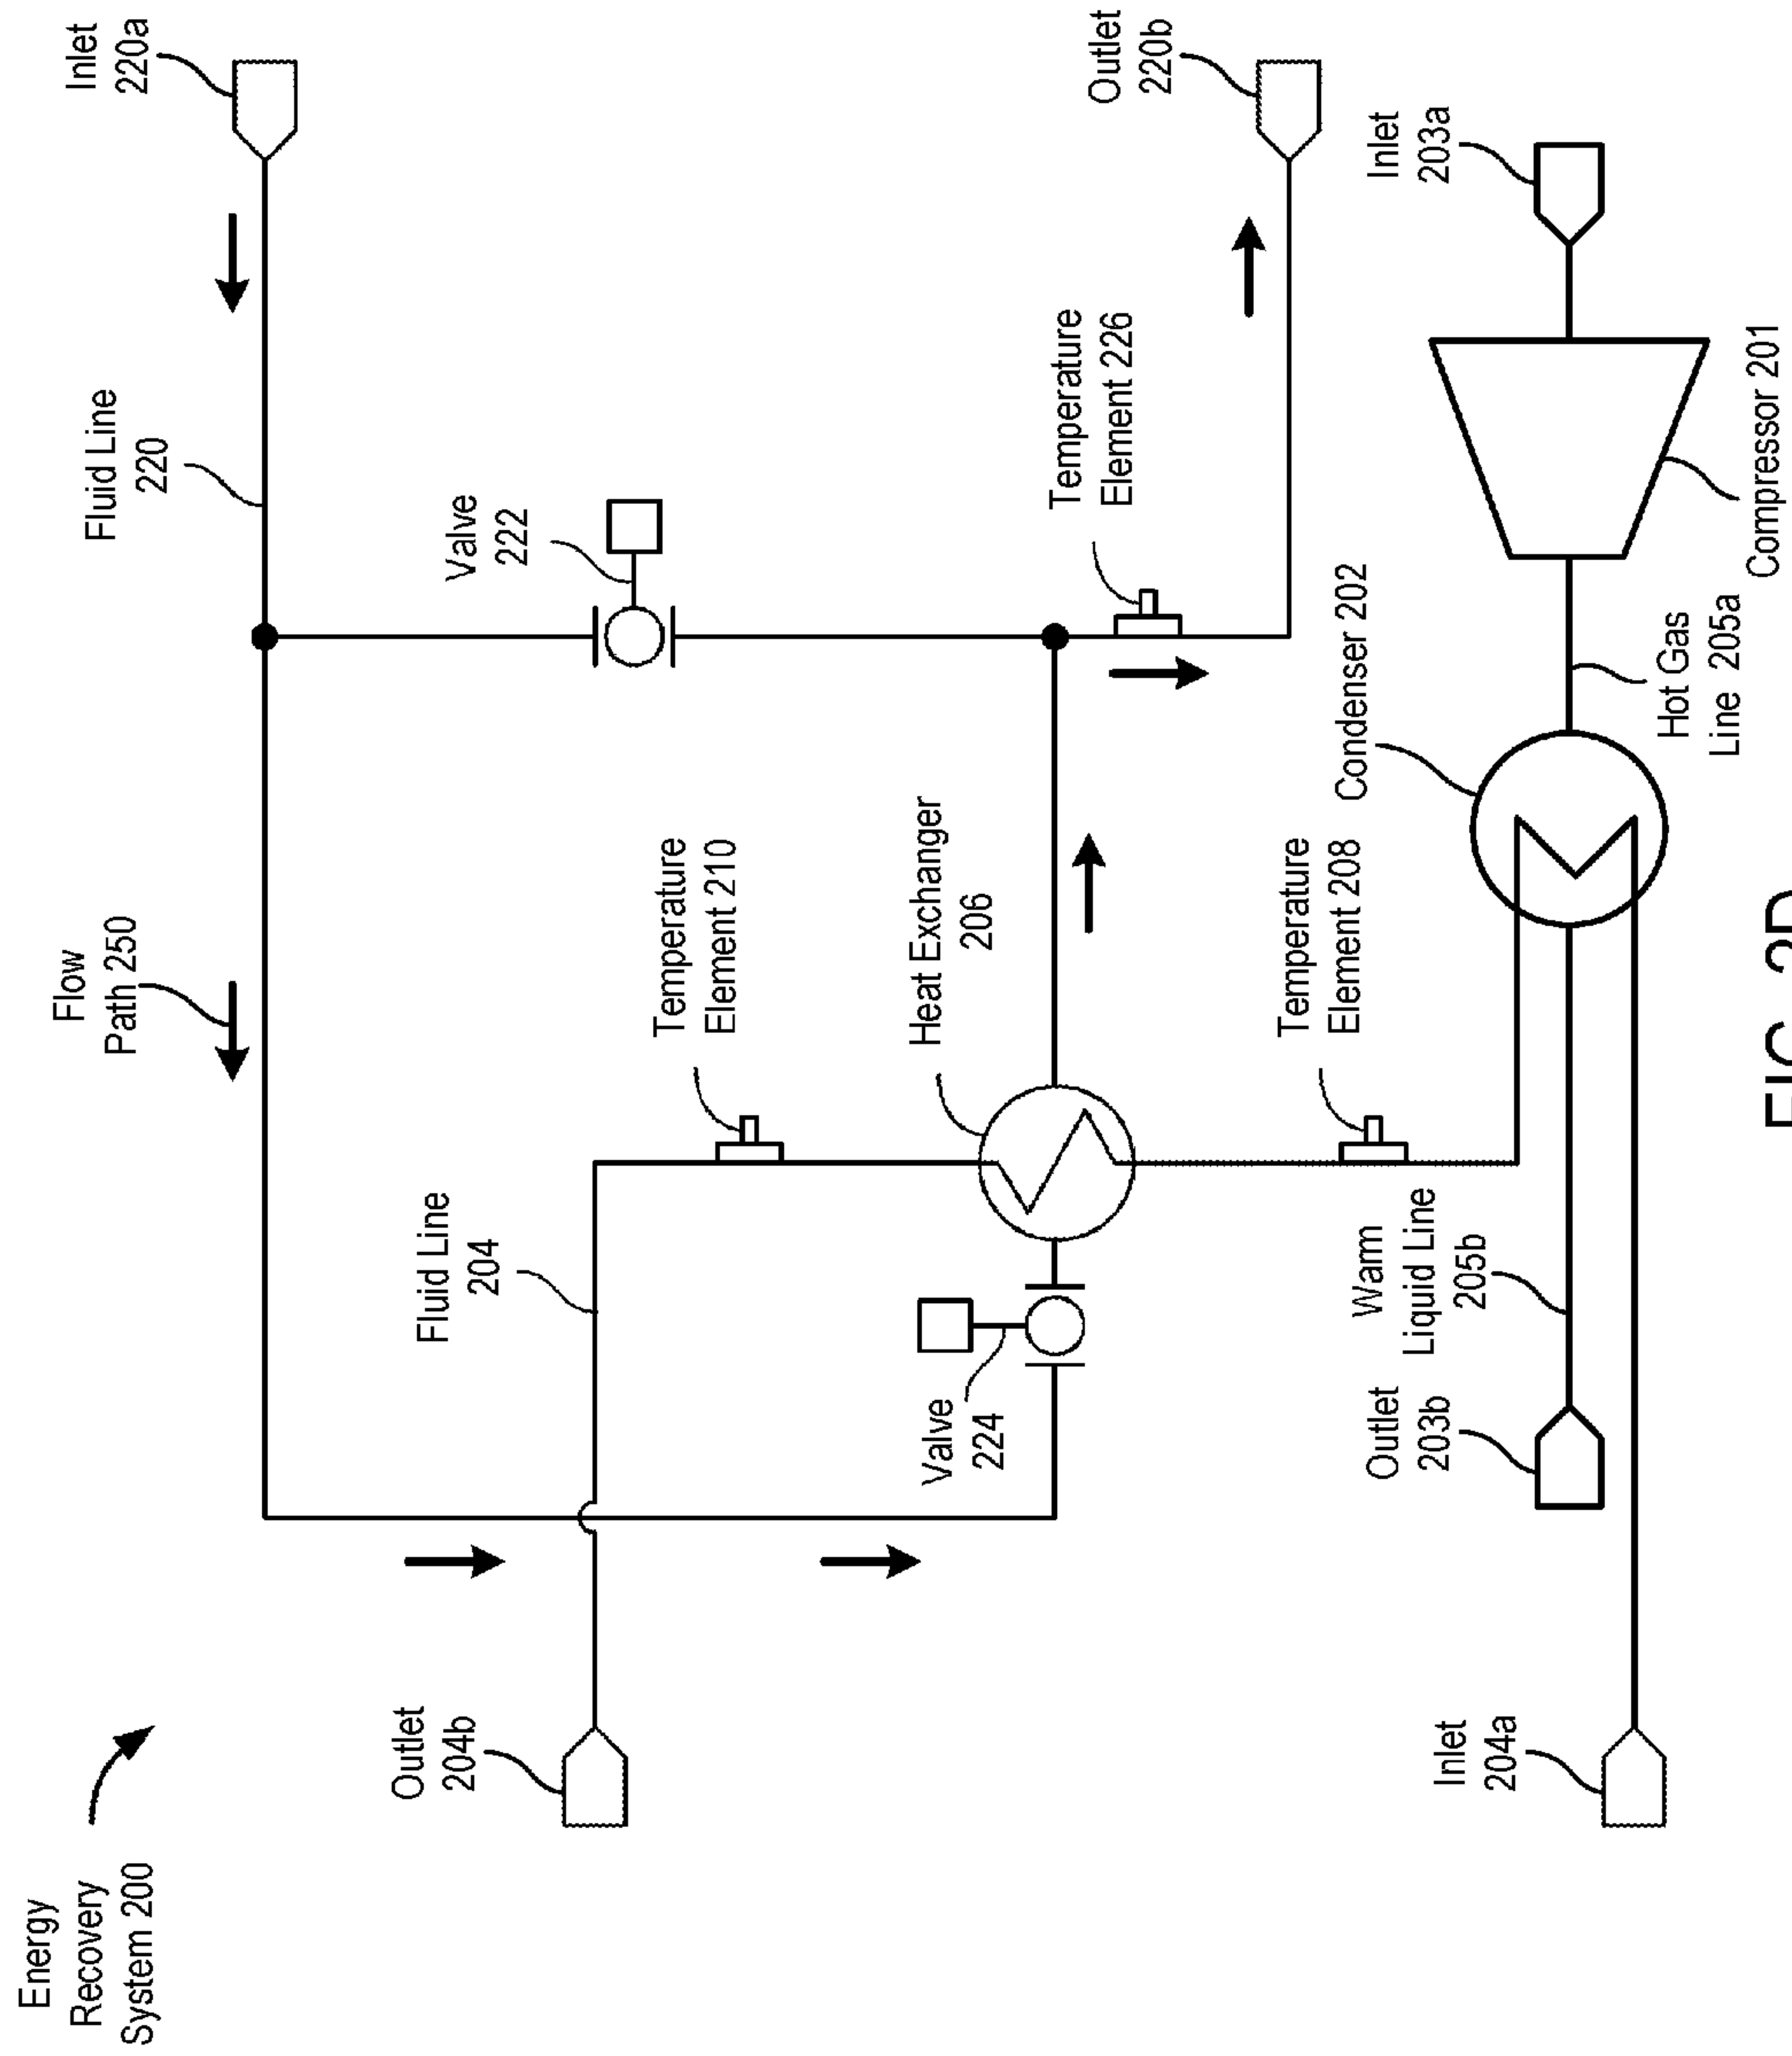 Energy
Recovery
System 200
Flow
Path 250
Fluid Line
220
Inlet
220a
Outlet
204b
Fluid Line
204
Temperature
Element 210
Valve
222
Valve
224
Heat Exchanger
206
Temperature
Element 226
Outlet
220b
Inlet
204a
Outlet
203b
Warm
Liquid Line
205b
Temperature
Element 208
Condenser 202
Hot Gas
Line 205a
Inlet
203a
Compressor 201